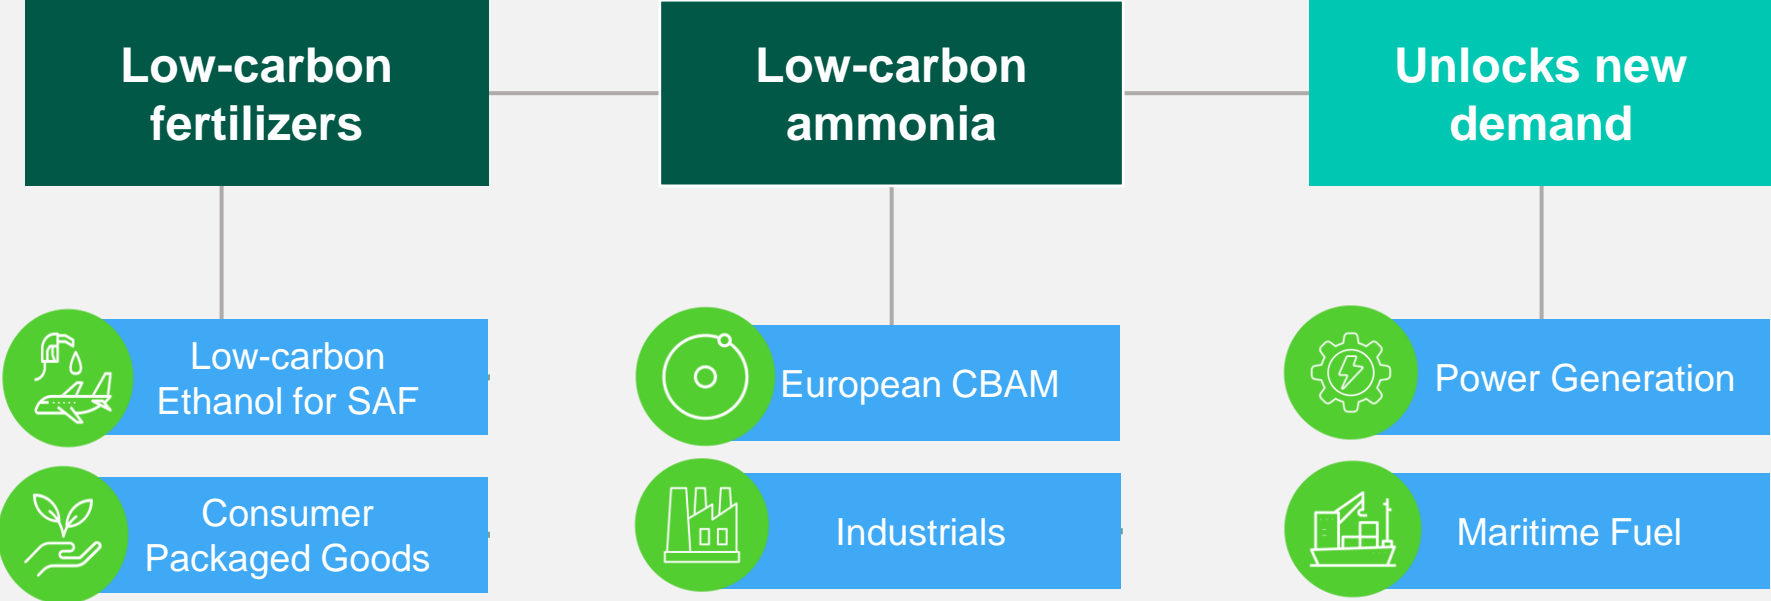 Low-carbon
fertilizers
Low-carbon
ammonia
Unlocks new
demand
Low-carbon
Ethanol for SAF
European CBAM
Power Generation
Consumer
Packaged Goods
Industrials
Maritime Fuel